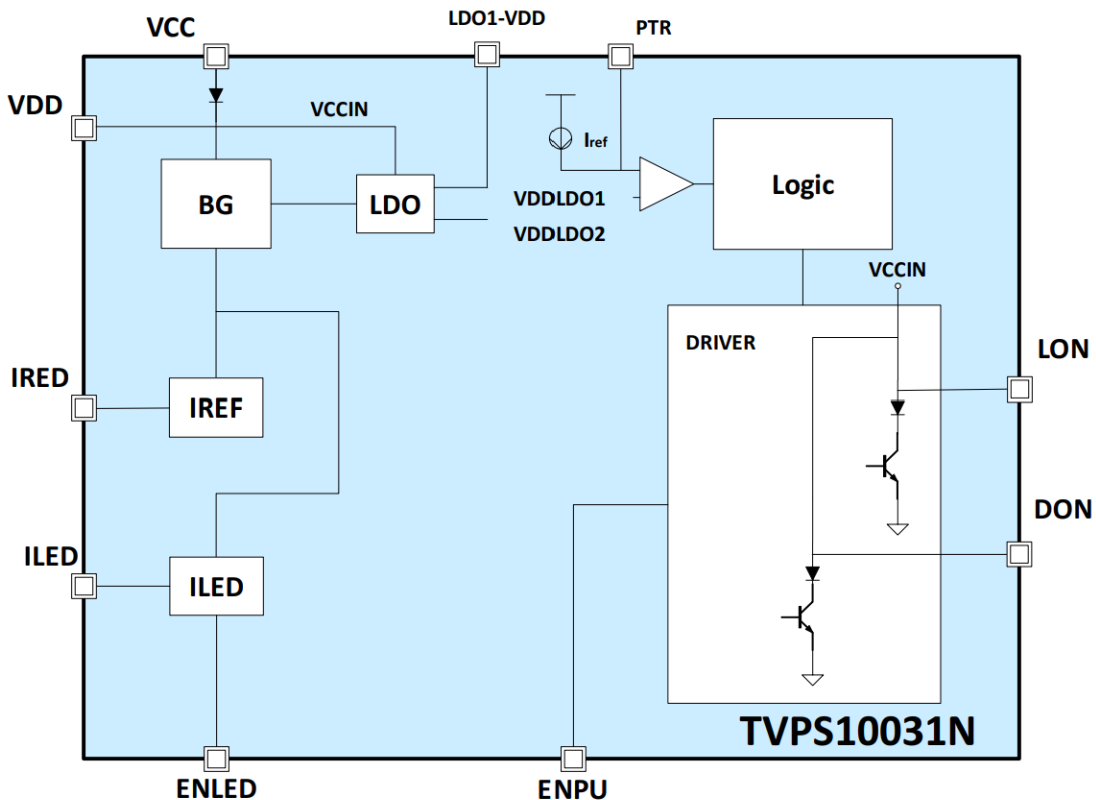 LDO1-VDD
PTR
VCC
VDD
VCCIN
Iref
BG
LDO
VDDLDO1
VDDLDO2
Logic
VCCIN
DRIVER
LON
IRED
IREF
DON
ILED
ILED
TVPS10031N
ENLED
ENPU